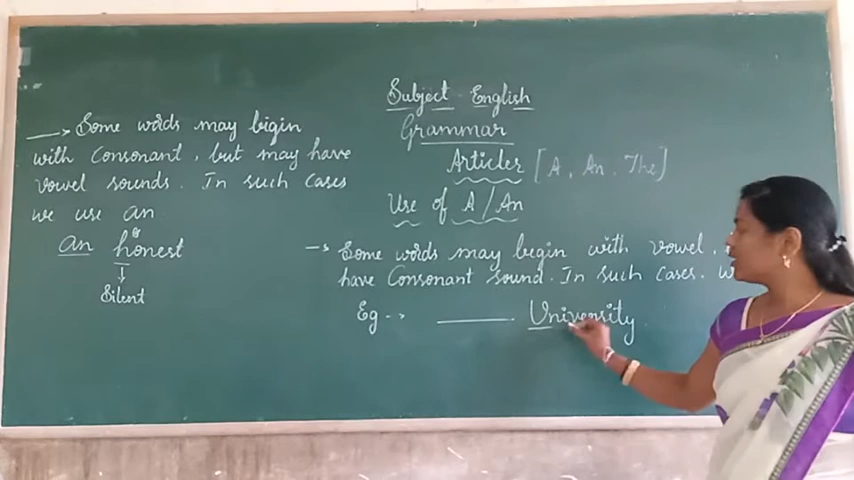 Subject English
Grammar
Articles [A, An. The]
Use of A/An
→ Some words may bigin
with consonant, but may have
vowel sounds. In such cases
we use an
an honest
↓
Silent
→ Some words may begin with vowel,
have Consonant sound. In such cases.
Eg → ______. University.